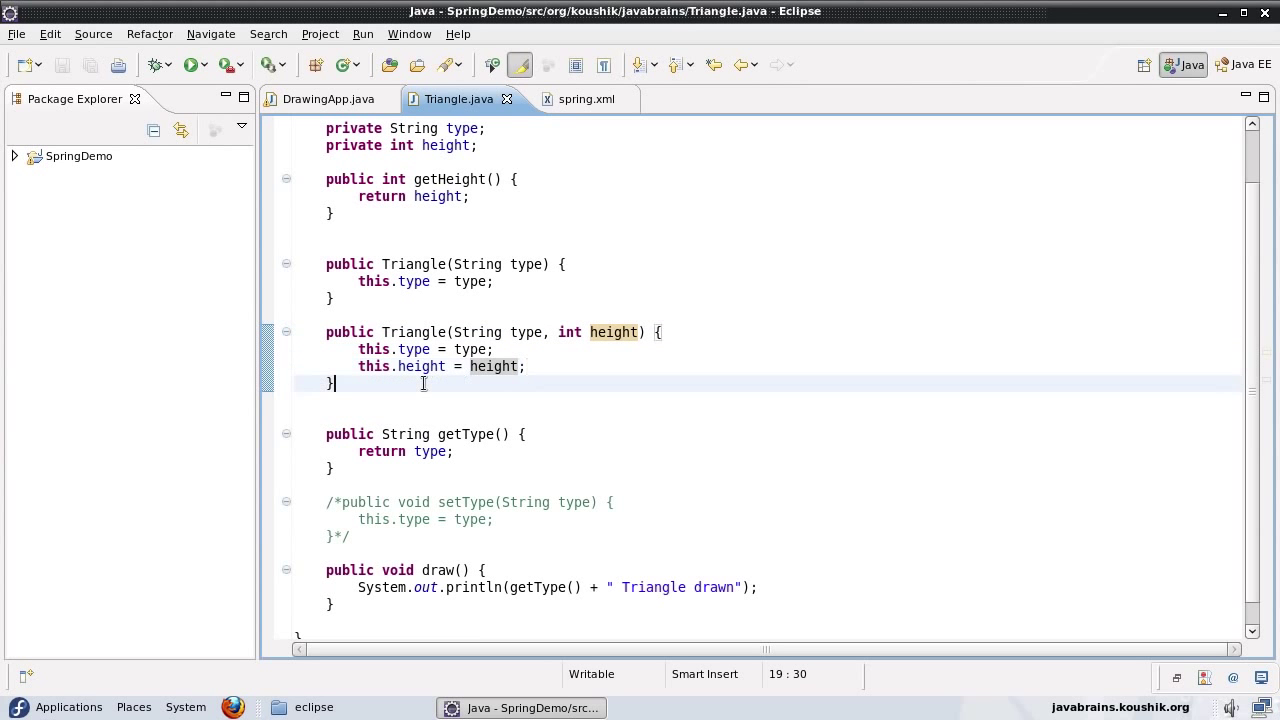 Java - SpringDemo/src/org/koushik/javabrains/Triangle.java - Eclipse
File Edit Source Refactor Navigate Search Project Run Window Help
Java Java EE
Package Explorer
DrawingApp.java Triangle.java spring.xml
SpringDemo
private String type;
private int height;
public int getHeight() {
return height;
}
public Triangle(String type) {
this.type = type;
}
public Triangle(String type, int height) {
this.type = type;
this.height = height;
}
public String getType() {
return type;
}
/*public void setType(String type) {
this.type = type;
}*/
public void draw() {
System.out.println(getType() + " Triangle drawn");
}
}
Writable Smart Insert 19 : 30
Applications Places System eclipse Java - SpringDemo/src... javabrains.koushik.org